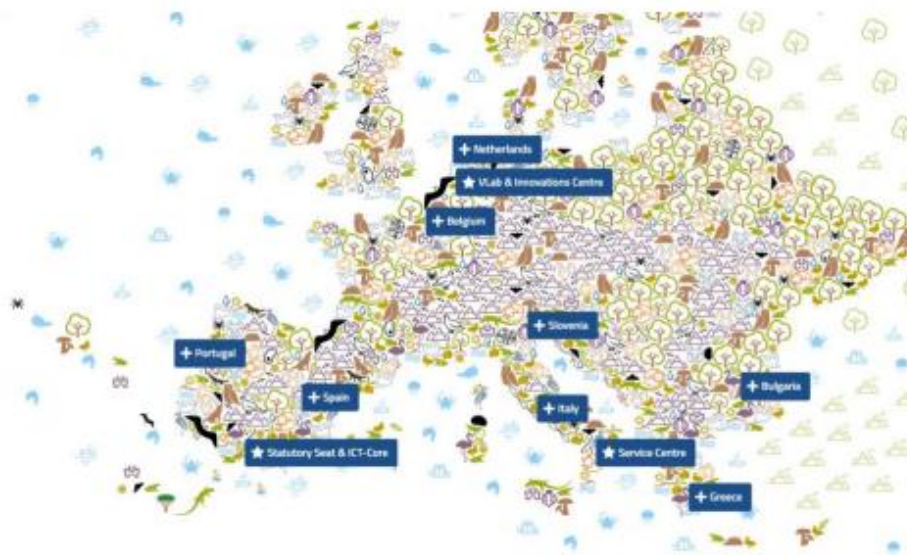 Netherlands
VLab & Innovations Centre
Belgium
Slovenia
Portugal
Bulgaria
Spain
Italy
Statutory Seat & ICT-Core
Service Centre
Greece